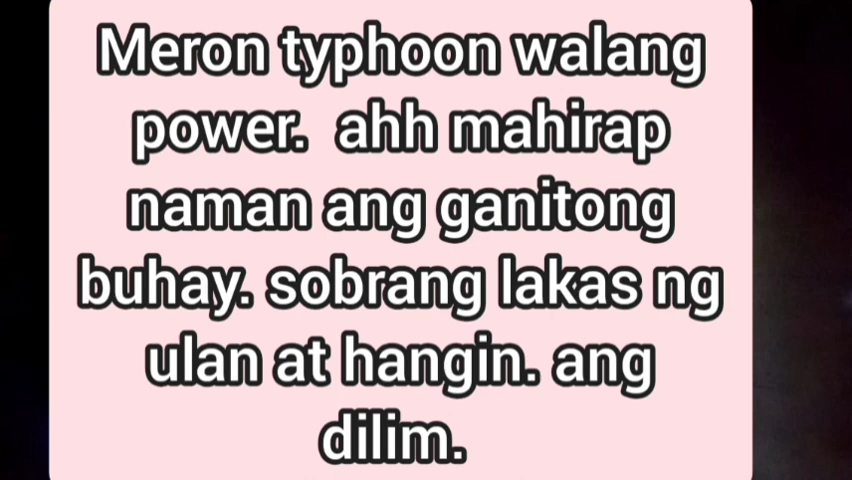 Meron typhoon walang
power. ahh mahirap
naman ang ganitong
buhay. sobrang lakas ng
ulan at hangin. ang
dilim.